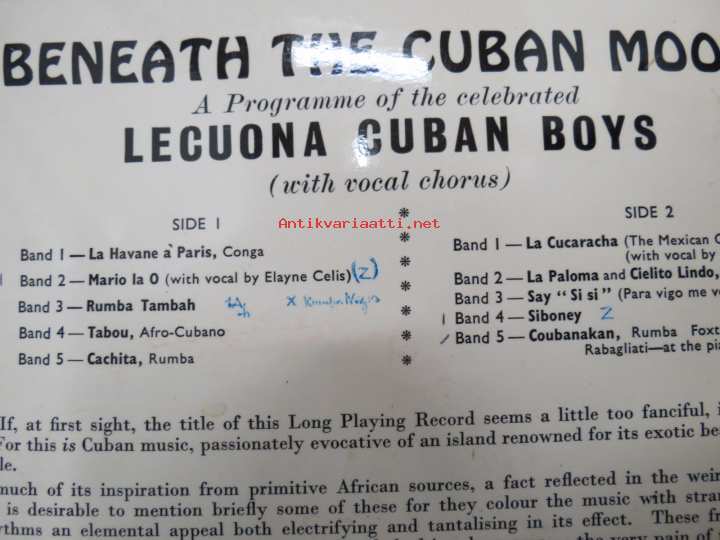 BENEATH THE CUBAN MOO
A Programme of the celebrated
LECUONA CUBAN BOYS
(with vocal chorus)
Antikvariaatti.net
SIDE 1
Band 1 — La Havane à Paris, Conga
Band 2 — Mario la O (with vocal by Elayne Celis) (Z)
Band 3 — Rumba Tambah x
Band 4 — Tabou, Afro-Cubano
Band 5 — Cachita, Rumba
SIDE 2
Band 1 — La Cucaracha (The Mexican C
(with vocal by
Band 2 — La Paloma and Cielito Lindo,
Band 3 — Say "Si si" (Para vigo me v
Band 4 — Siboney Z
Band 5 — Coubanakan, Rumba Foxt
Rabagliati—at the pia
If, at first sight, the title of this Long Playing Record seems a little too fanciful, i
For this is Cuban music, passionately evocative of an island renowned for its exotic be
le.
much of its inspiration from primitive African sources, a fact reflected in the weir
is desirable to mention briefly some of these for they colour the music with stran
ythms an elemental appeal both electrifying and tantalising in its effect. These fr
the very pain of